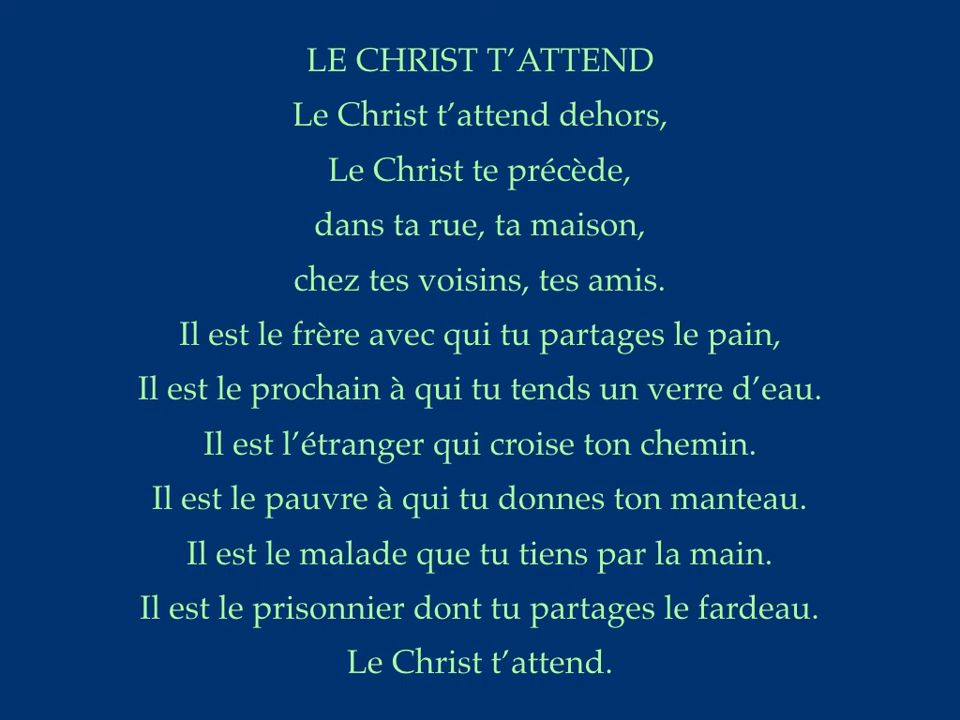 LE CHRIST T’ATTEND
Le Christ t’attend dehors,
Le Christ te précède,
dans ta rue, ta maison,
chez tes voisins, tes amis.
Il est le frère avec qui tu partages le pain,
Il est le prochain à qui tu tends un verre d’eau.
Il est l’étranger qui croise ton chemin.
Il est le pauvre à qui tu donnes ton manteau.
Il est le malade que tu tiens par la main.
Il est le prisonnier dont tu partages le fardeau.
Le Christ t’attend.